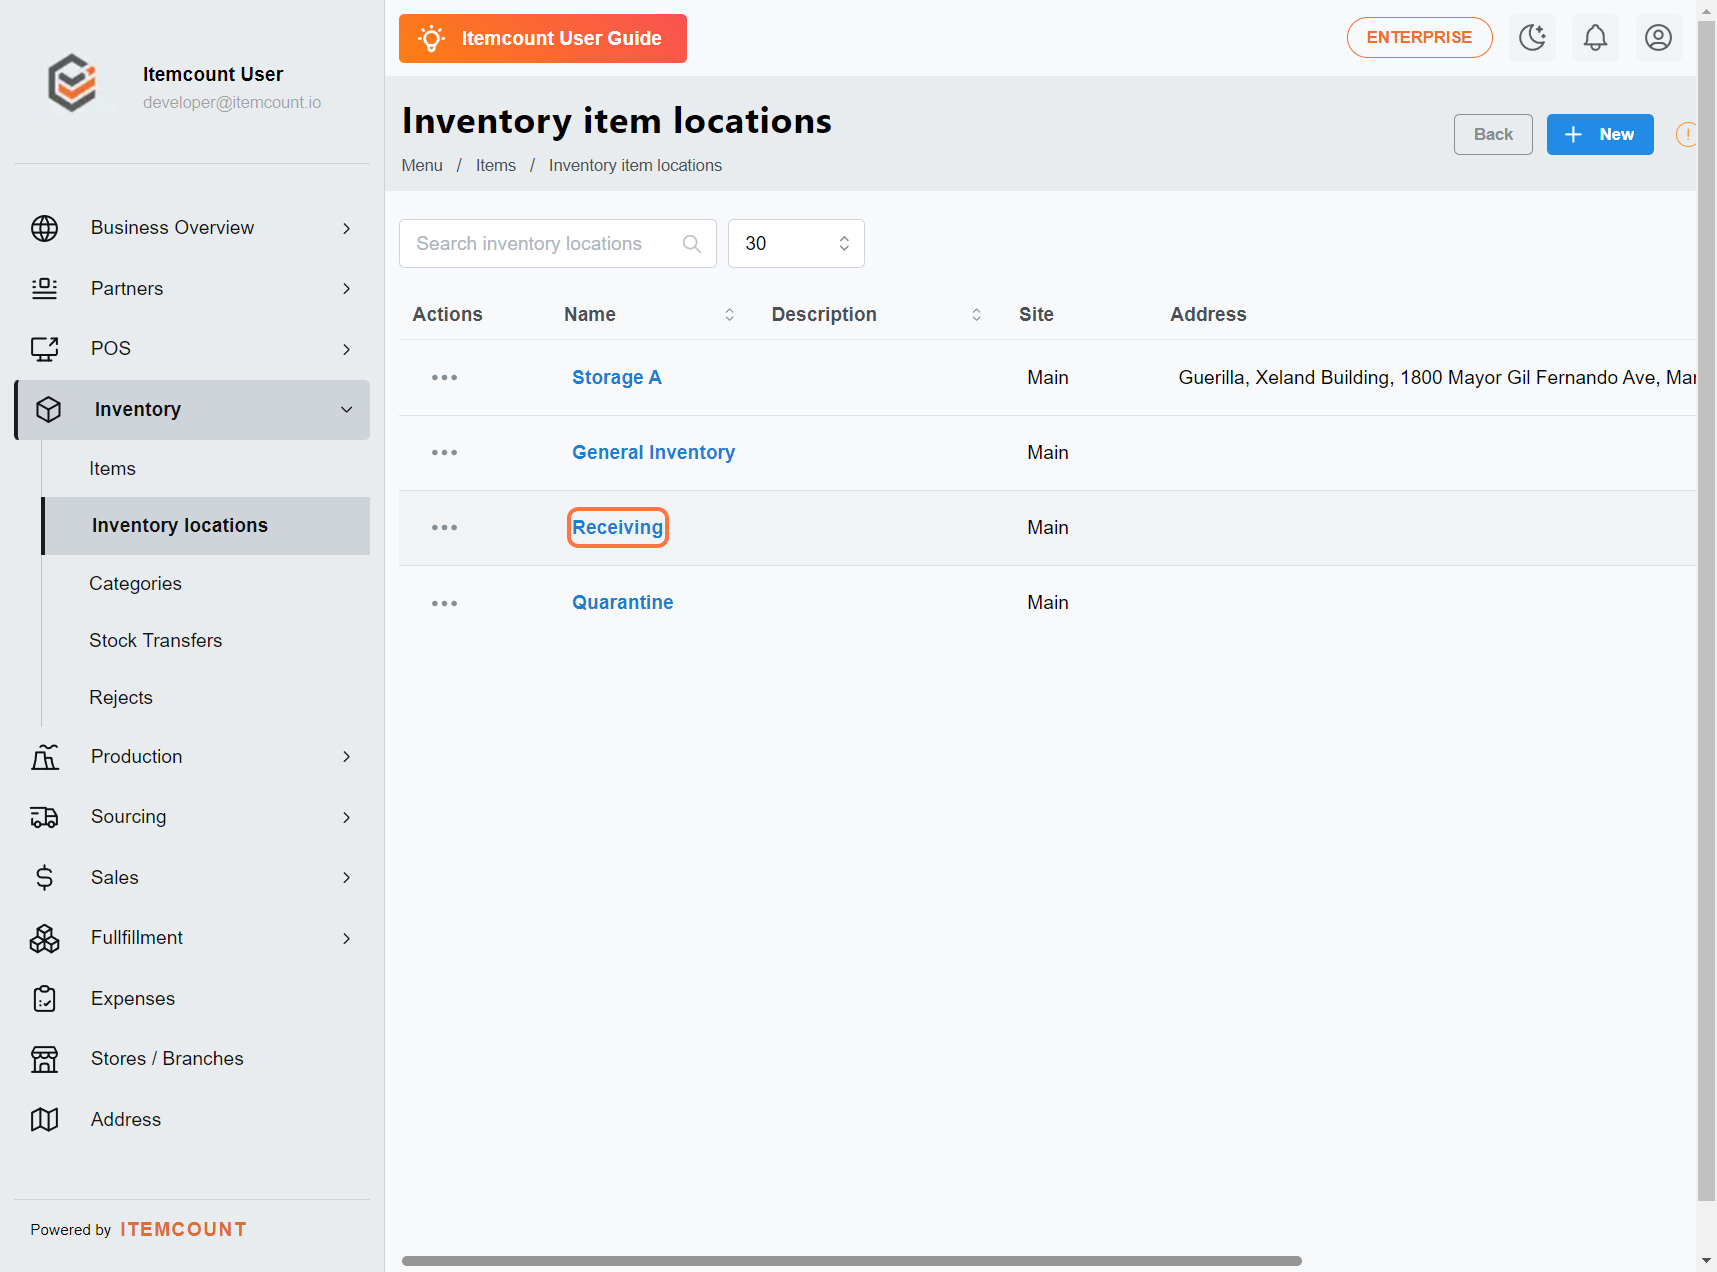 Itemcount User
developer@itemcount.io
Business Overview
Partners
POS
Inventory
Items
Inventory locations
Categories
Stock Transfers
Rejects
Production
Sourcing
Sales
Fullfillment
Expenses
Stores / Branches
Address
Powered by ITEMCOUNT
Itemcount User Guide
ENTERPRISE
Inventory item locations
Menu / Items / Inventory item locations
Back
New
Search inventory locations
30
Actions Name Description Site Address
Storage A Main Guerilla, Xeland Building, 1800 Mayor Gil Fernando Ave, Mar
General Inventory Main
Receiving Main
Quarantine Main